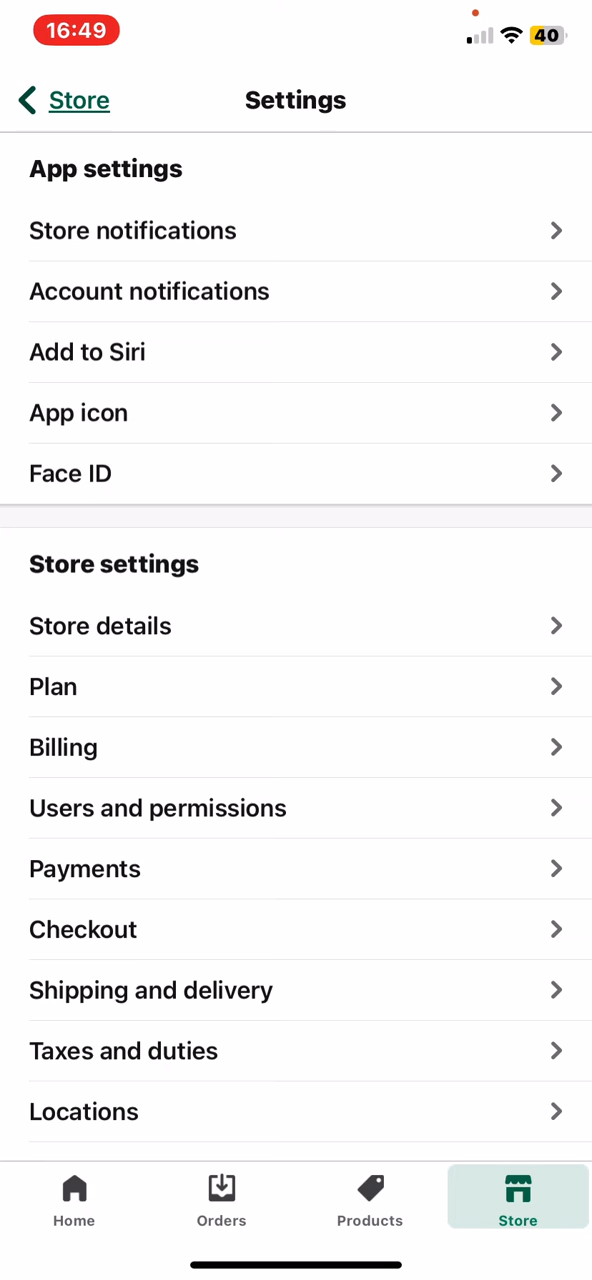 16:49
40
Store
Settings
App settings
Store notifications
Account notifications
Add to Siri
App icon
Face ID
Store settings
Store details
Plan
Billing
Users and permissions
Payments
Checkout
Shipping and delivery
Taxes and duties
Locations
Home
Orders
Products
Store